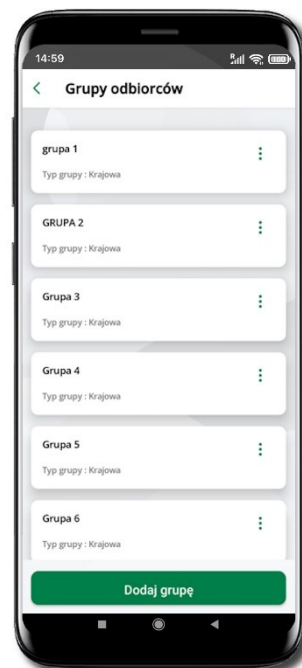 14:59
Grupy odbiorców
grupa 1
Typ grupy : Krajowa
GRUPA 2
Typ grupy : Krajowa
Grupa 3
Typ grupy : Krajowa
Grupa 4
Typ grupy : Krajowa
Grupa 5
Typ grupy : Krajowa
Grupa 6
Typ grupy : Krajowa
Dodaj grupę